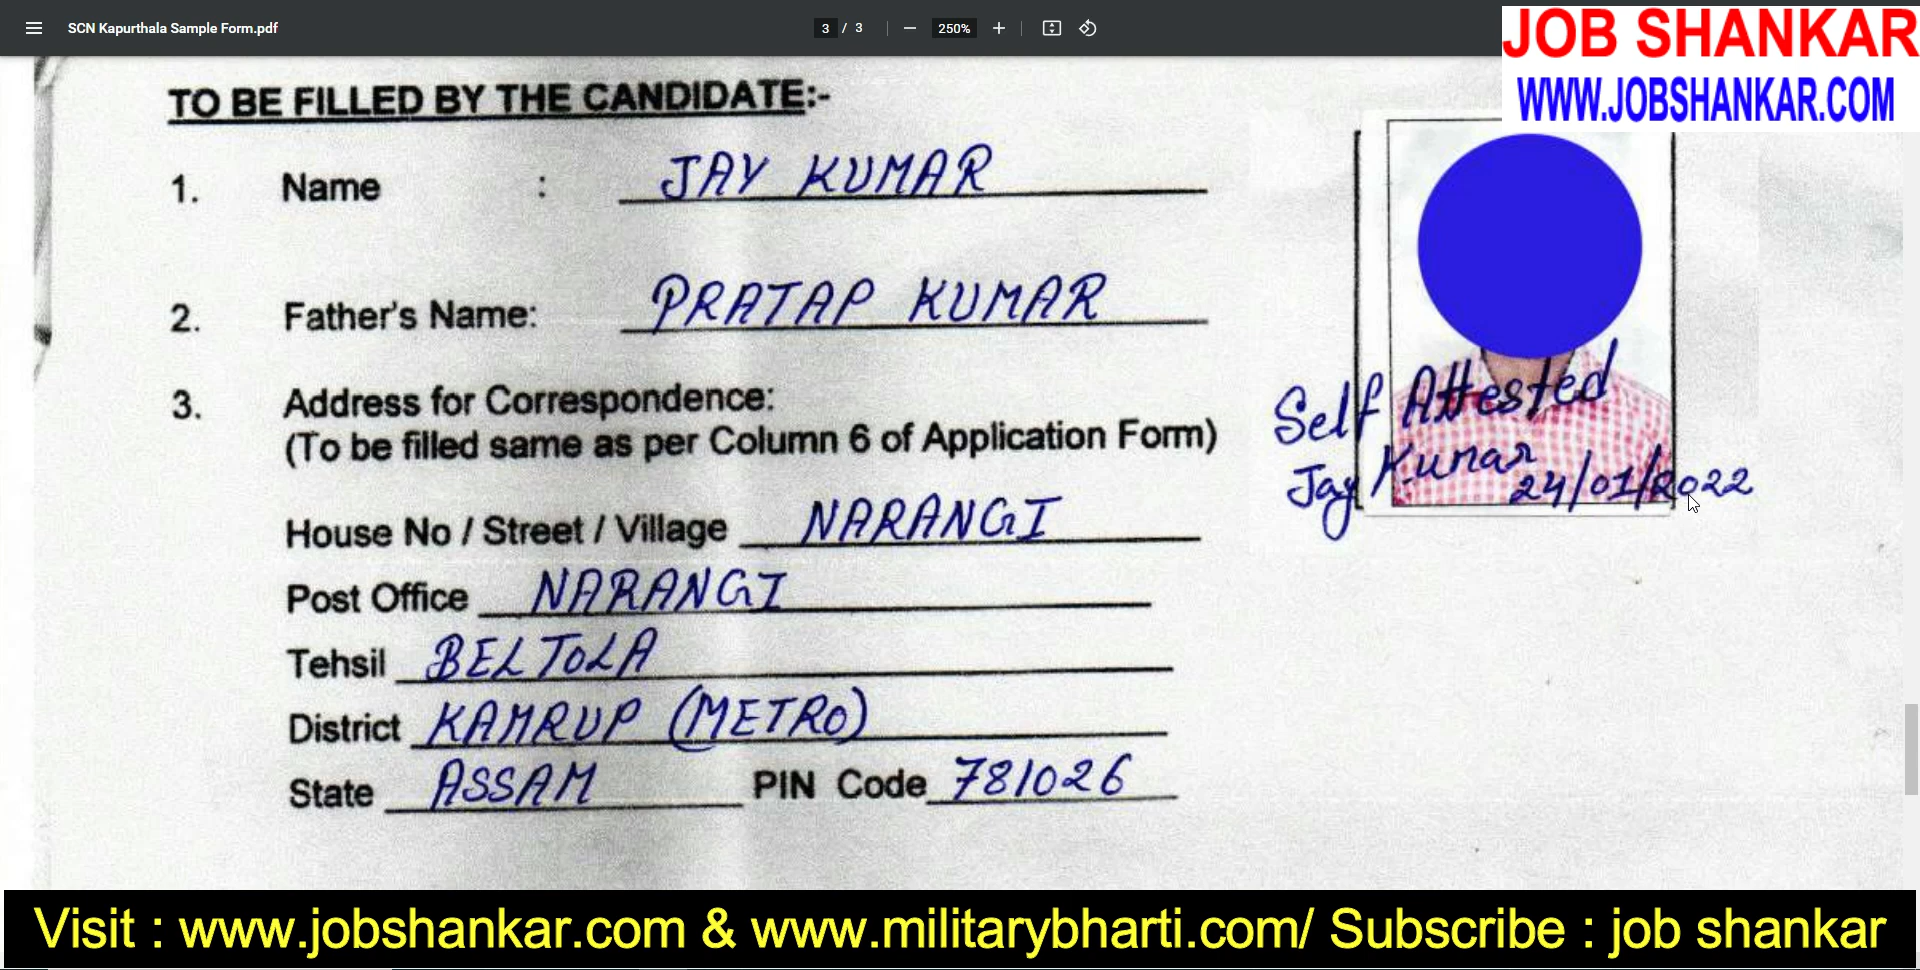 SCN Kapurthala Sample Form.pdf
3 / 3
250%
JOB SHANKAR
WWW.JOBSHANKAR.COM
TO BE FILLED BY THE CANDIDATE:-
1. Name : JAY KUMAR
2. Father's Name: PRATAP KUMAR
3. Address for Correspondence:
(To be filled same as per Column 6 of Application Form)
House No / Street / Village NARANGI
Post Office NARANGI
Tehsil BELTOLA
District KAMRUP (METRO)
State ASSAM PIN Code 781026
Self Attested
Jay Kumar
24/01/2022
Visit : www.jobshankar.com & www.militarybharti.com/ Subscribe : job shankar